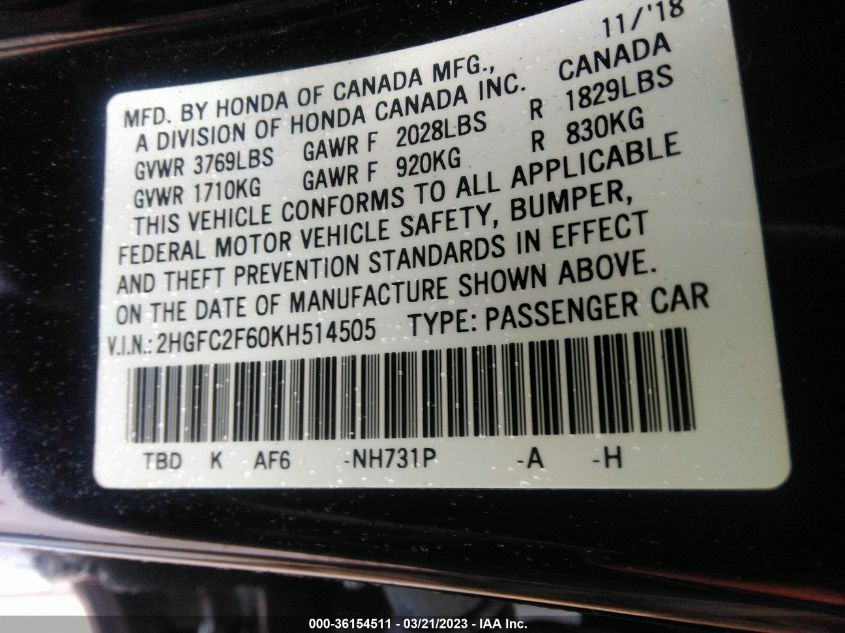 11/'18
MFD. BY HONDA OF CANADA MFG.,
A DIVISION OF HONDA CANADA INC. CANADA
GVWR 3769LBS GAWR F 2028LBS R 1829LBS
GVWR 1710KG GAWR F 920KG R 830KG
THIS VEHICLE CONFORMS TO ALL APPLICABLE
FEDERAL MOTOR VEHICLE SAFETY, BUMPER,
AND THEFT PREVENTION STANDARDS IN EFFECT
ON THE DATE OF MANUFACTURE SHOWN ABOVE.
V.I.N.: 2HGFC2F60KH514505 TYPE: PASSENGER CAR
TBD K AF6 -NH731P -A -H
000-36154511 - 03/21/2023 - IAA Inc.